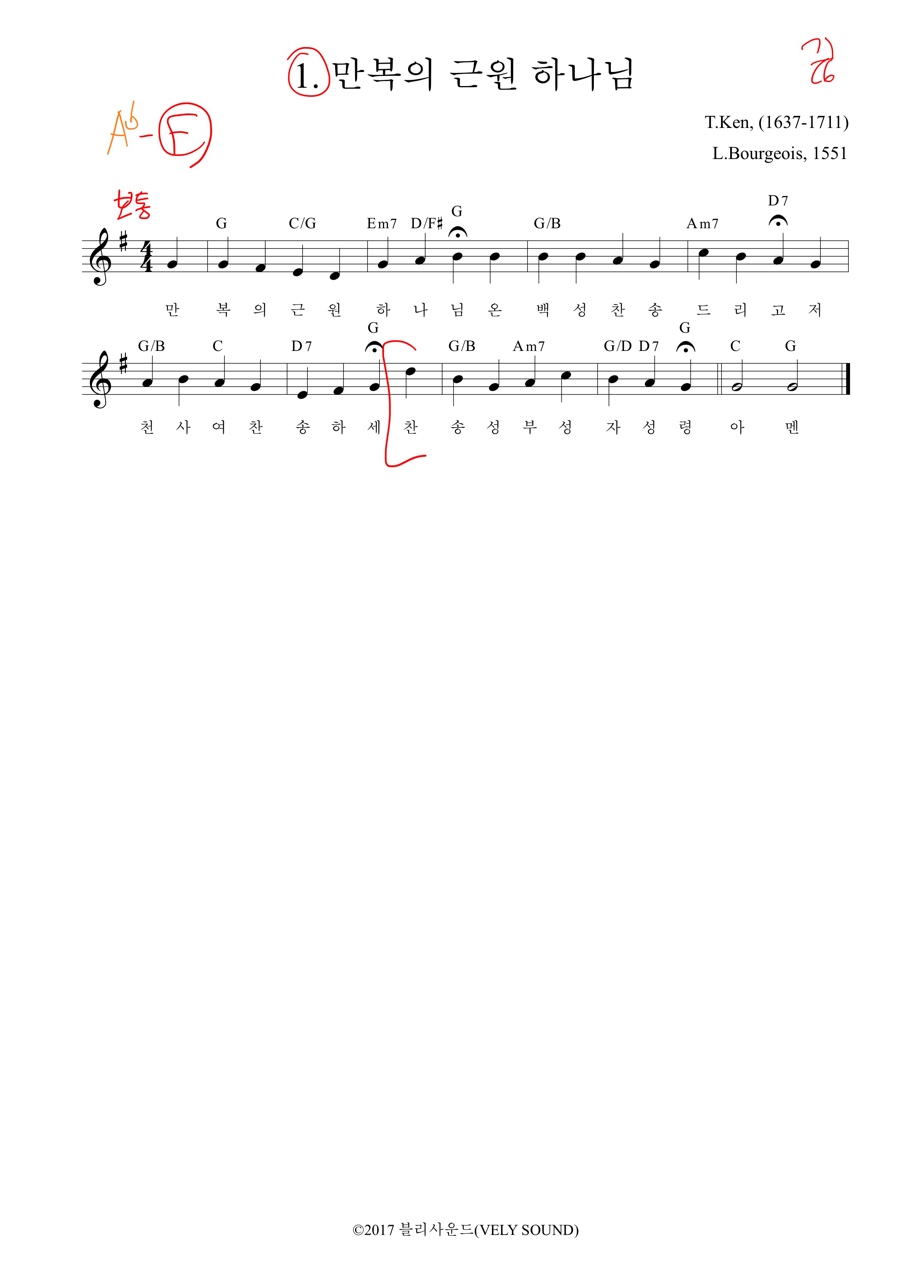 1. 만복의 근원 하나님
A♭-E
T.Ken, (1637-1711)
L.Bourgeois, 1551
보통
G C/G Em7 D/F♯ G G/B Am7 D7
4/4
만 복 의 근 원 하 나 님 온 백 성 찬 송 드 리 고 저
G/B C D7 G G/B Am7 G/D D7 G C G
천 사 여 찬 송 하 세 찬 송 성 부 성 자 성 령 아 멘
©2017 블리사운드(VELY SOUND)